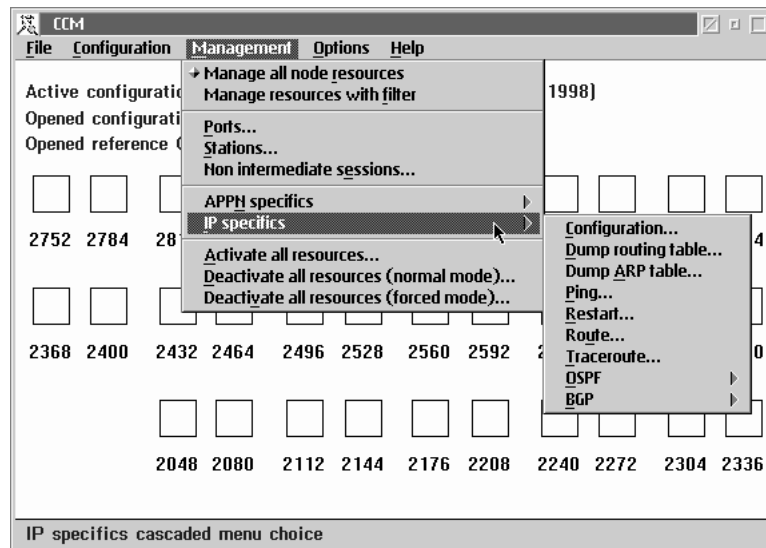 CCM
File Configuration Management Options Help
Manage all node resources
Manage resources with filter
Ports...
Stations...
Non intermediate sessions...
APPN specifics
IP specifics
Activate all resources...
Deactivate all resources (normal mode)...
Deactivate all resources (forced mode)...
Active 1998)
Opened
Opened reference
Configuration...
Dump routing table...
Dump ARP table...
Ping...
Restart...
Route...
Traceroute...
OSPF
BGP
2752 2784
2368 2400 2432 2464 2496 2528 2560 2592
2048 2080 2112 2144 2176 2208 2240 2272 2304 2336
IP specifics cascaded menu choice